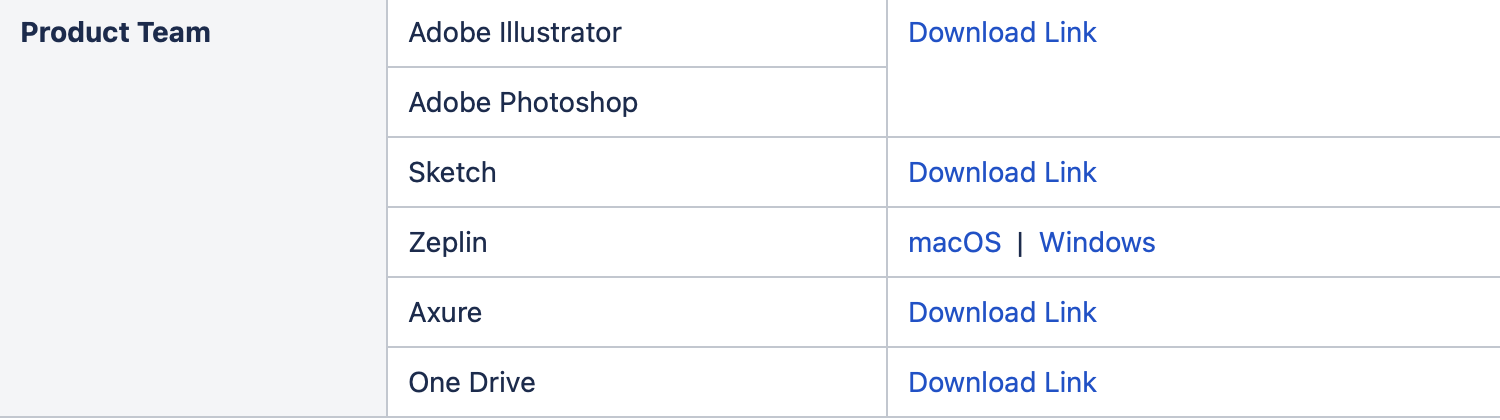 Product Team
Adobe Illustrator
Download Link
Adobe Photoshop
Sketch
Download Link
Zeplin
macOS | Windows
Axure
Download Link
One Drive
Download Link